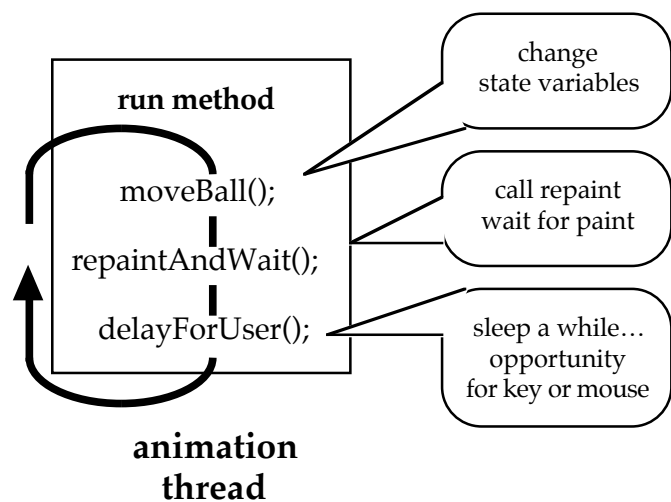 run method
moveBall();
repaintAndWait();
delayForUser();
change
state variables
call repaint
wait for paint
sleep a while…
opportunity
for key or mouse
animation
thread